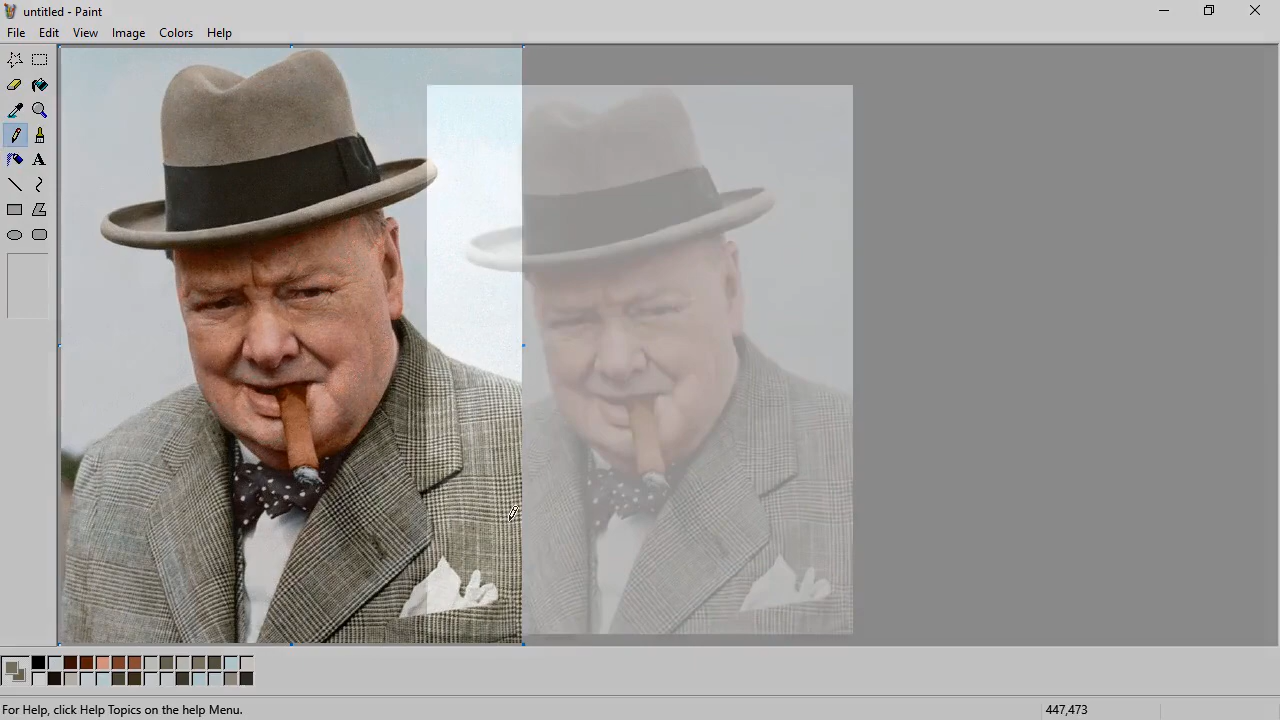 untitled - Paint
File Edit View Image Colors Help
A
For Help, click Help Topics on the help Menu.
447,473